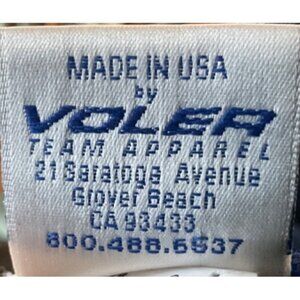 MADE IN USA
by
VOLER
TEAM APPAREL
21 Saratoga Avenue
Grover Beach
CA 93433
800.488.6537